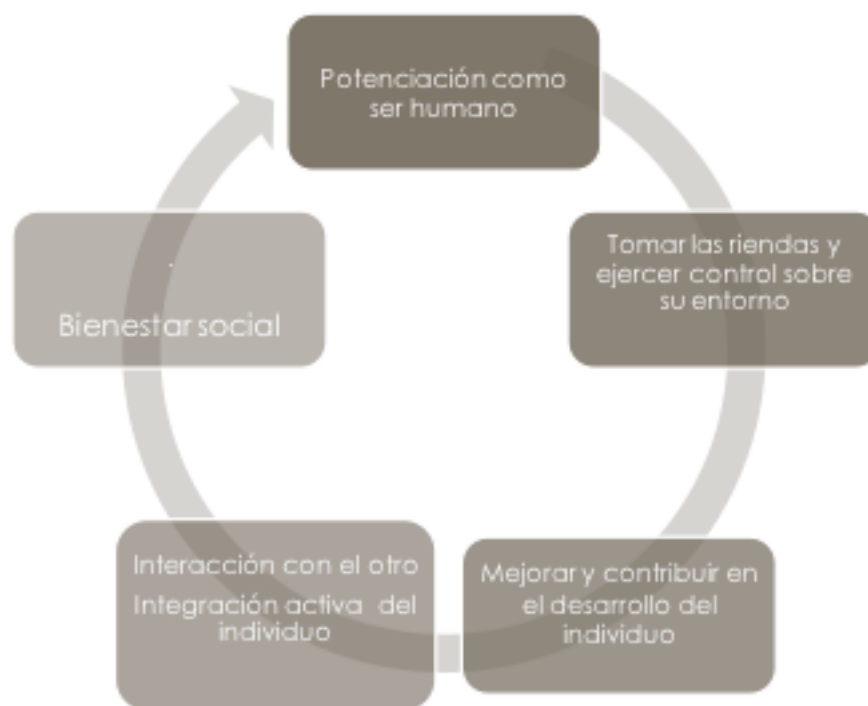 Potenciación como
ser humano
Tomar las riendas y
ejercer control sobre
su entorno
Mejorar y contribuir en
el desarrollo del
individuo
Interacción con el otro
Integración activa del
individuo
.
Bienestar social